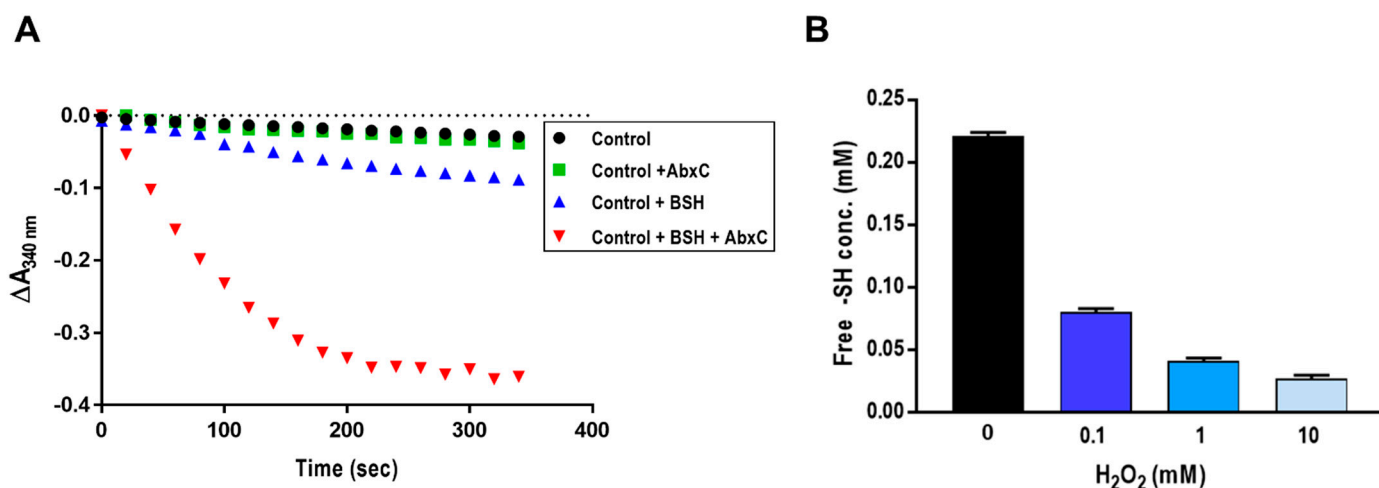 A
ΔA340 nm
0.0
-0.1
-0.2
-0.3
-0.4
0
100
200
300
400
Time (sec)
Control
Control +AbxC
Control + BSH
Control + BSH + AbxC
B
Free -SH conc. (mM)
0.25
0.20
0.15
0.10
0.05
0.00
0
0.1
1
10
H2O2 (mM)